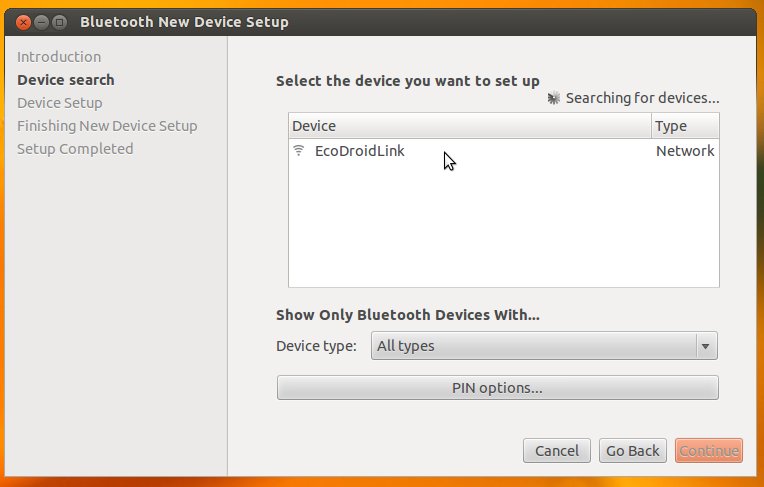 Bluetooth New Device Setup
Introduction
Device search
Device Setup
Finishing New Device Setup
Setup Completed
Select the device you want to set up
Searching for devices...
Device Type
EcoDroidLink Network
Show Only Bluetooth Devices With...
Device type: All types
PIN options...
Cancel Go Back Continue